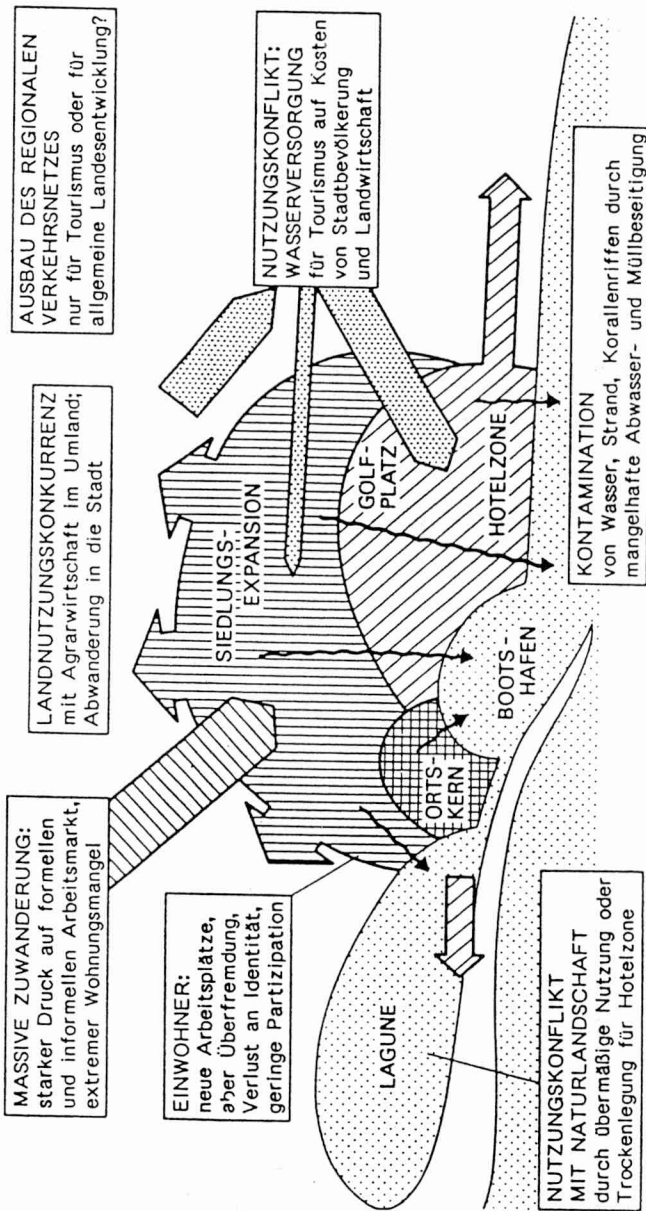 MASSIVE ZUWANDERUNG:
starker Druck auf formellen
und informellen Arbeitsmarkt,
extremer Wohnungsmangel
LANDNUTZUNGSKONKURRENZ
mit Agrarwirtschaft im Umland;
Abwanderung in die Stadt
AUSBAU DES REGIONALEN
VERKEHRSNETZES
nur für Tourismus oder für
allgemeine Landesentwicklung?
EINWOHNER:
neue Arbeitsplätze,
aber Überfremdung,
Verlust an Identität,
geringe Partizipation
SIEDLUNGS-
EXPANSION
NUTZUNGSKONFLIKT:
WASSERVERSORGUNG
für Tourismus auf Kosten
von Stadtbevölkerung
und Landwirtschaft
GOLF-
PLATZ
LAGUNE
ORTS-
KERN
BOOTS-
HAFEN
HOTELZONE
NUTZUNGSKONFLIKT
MIT NATURLANDSCHAFT
durch übermäßige Nutzung oder
Trockenlegung für Hotelzone
KONTAMINATION
von Wasser, Strand, Korallenriffen durch
mangelhafte Abwasser- und Müllbeseitigung